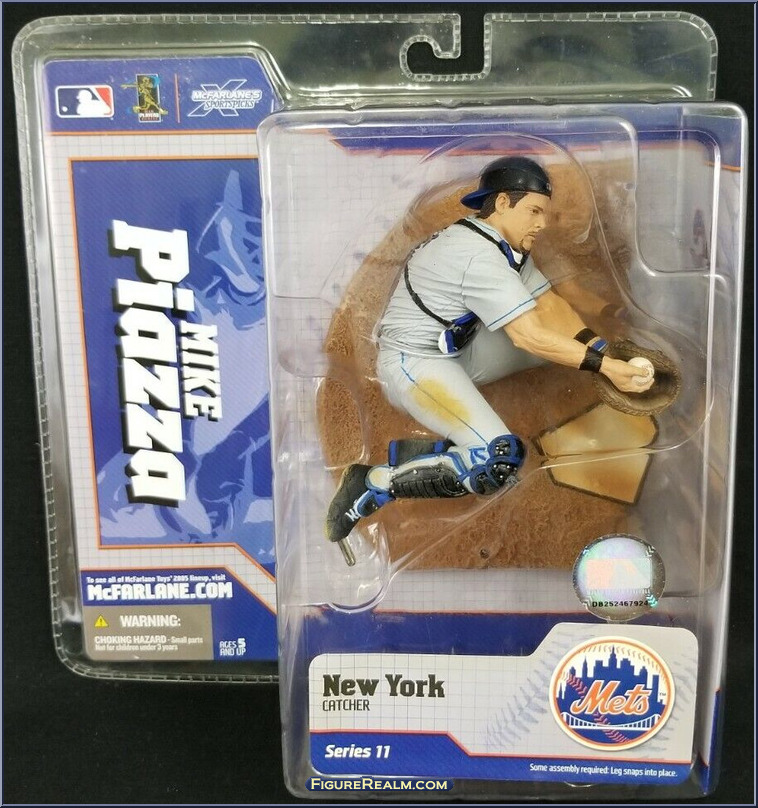 McFARLANE'S
SPORTSPICKS
MIKE
Piazza
To see all of McFarlane Toys' 2005 lineup, visit
McFARLANE.COM
WARNING:
CHOKING HAZARD - Small parts
Not for children under 3 years
AGES 5
AND UP
DB252467924
New York
CATCHER
Mets
TM
Series 11
Some assembly required: Leg snaps into place.
FIGUREREALM.COM